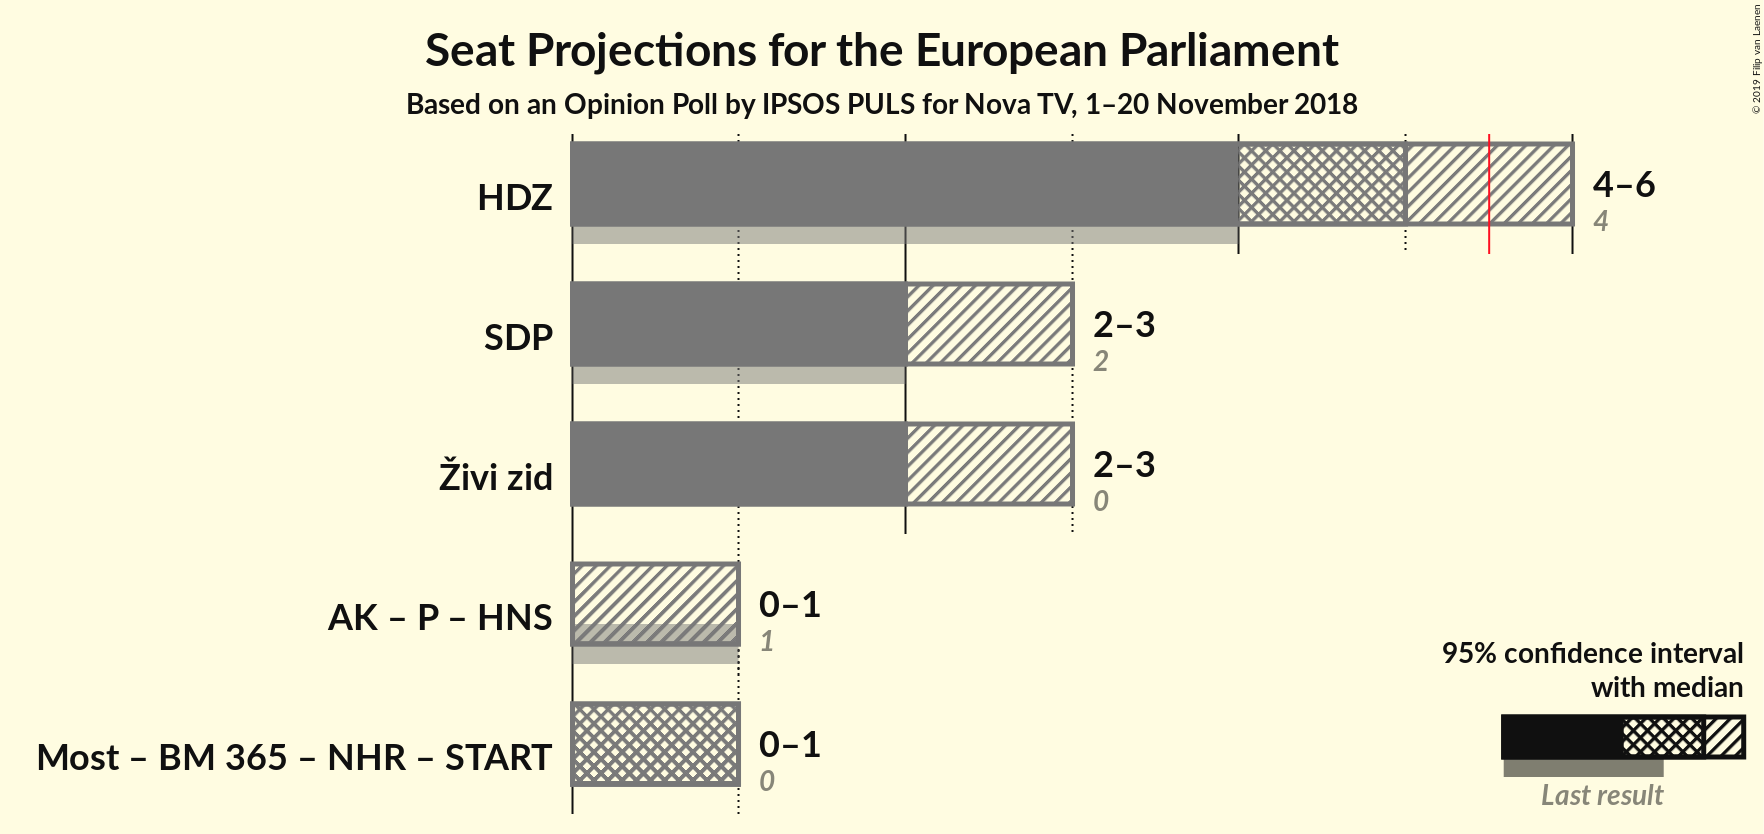 Seat Projections for the European Parliament
Based on an Opinion Poll by IPSOS PULS for Nova TV, 1–20 November 2018
© 2019 Filip van Laenen
HDZ
4–6
4
SDP
2–3
2
Živi zid
2–3
0
AK – P – HNS
0–1
1
Most – BM 365 – NHR – START
0–1
0
95% confidence interval
with median
Last result